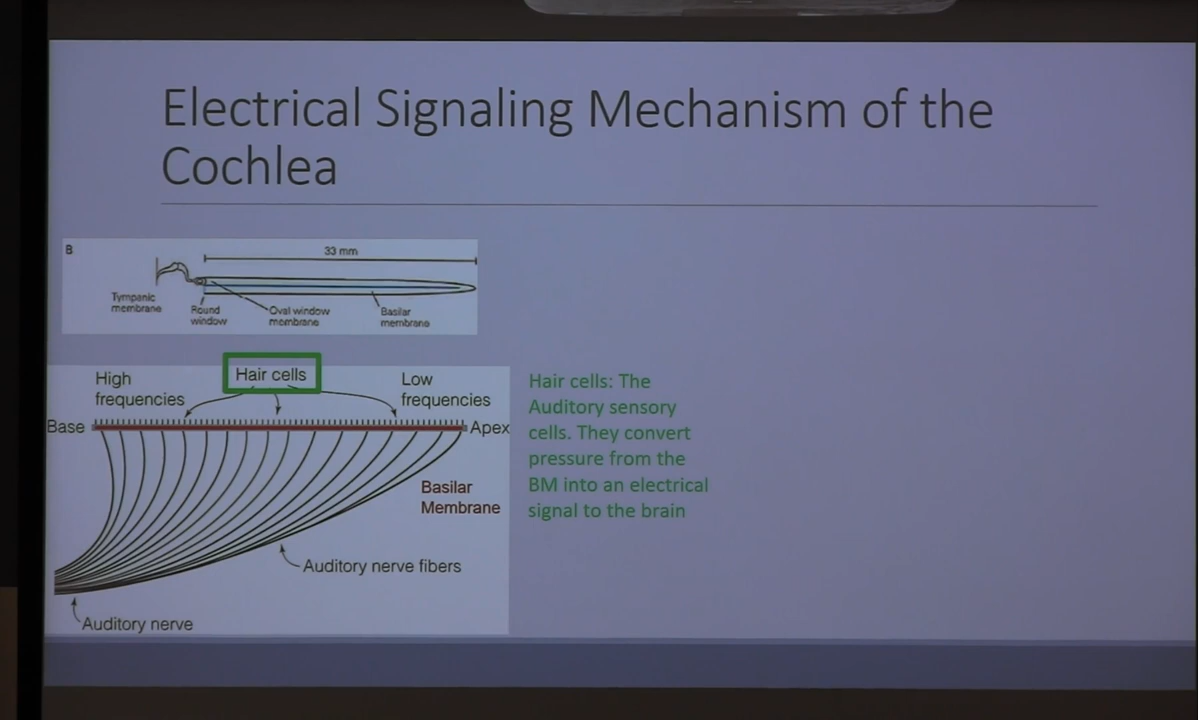 Electrical Signaling Mechanism of the
Cochlea
B
33 mm
Tympanic
membrane
Round
window
Oval window
membrane
Basilar
membrane
High
frequencies
Hair cells
Low
frequencies
Base
Apex
Basilar
Membrane
Auditory nerve fibers
Auditory nerve
Hair cells: The
Auditory sensory
cells. They convert
pressure from the
BM into an electrical
signal to the brain